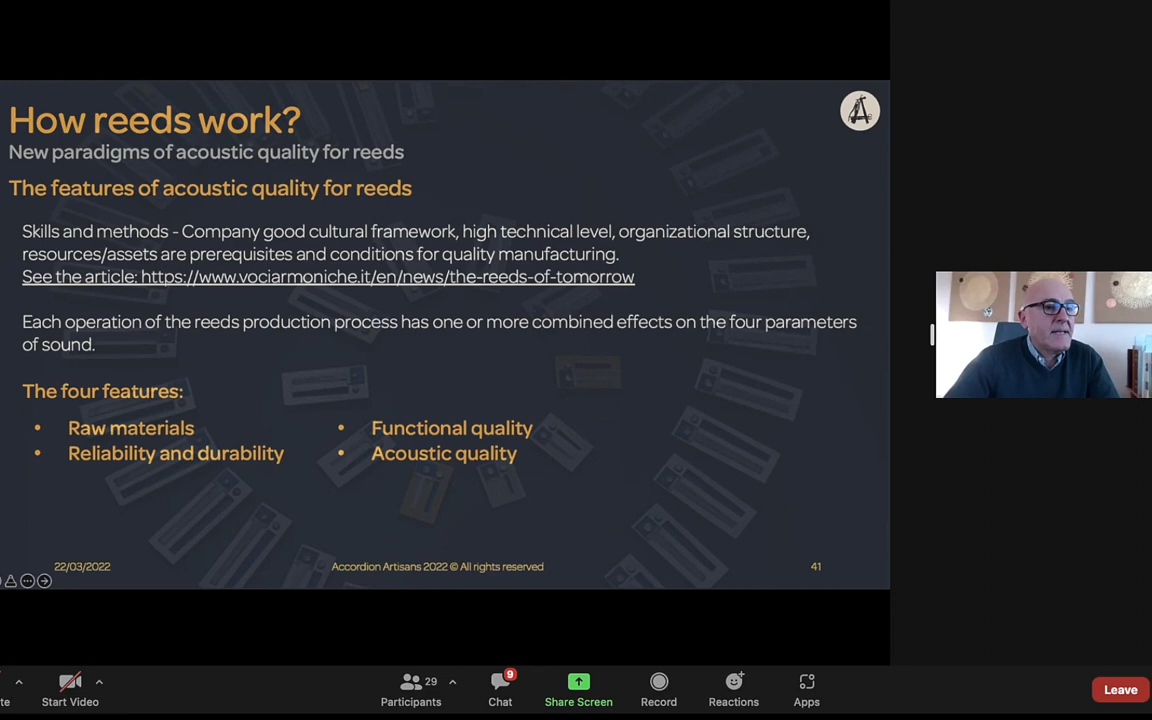 How reeds work?
New paradigms of acoustic quality for reeds
The features of acoustic quality for reeds
Skills and methods - Company good cultural framework, high technical level, organizational structure,
resources/assets are prerequisites and conditions for quality manufacturing.
See the article: https://www.vociarmoniche.it/en/news/the-reeds-of-tomorrow
Each operation of the reeds production process has one or more combined effects on the four parameters
of sound.
The four features:
• Raw materials
• Reliability and durability
• Functional quality
• Acoustic quality
22/03/2022 Accordion Artisans 2022 © All rights reserved 41
te Start Video Participants 29 Chat 9 Share Screen Record Reactions Apps Leave